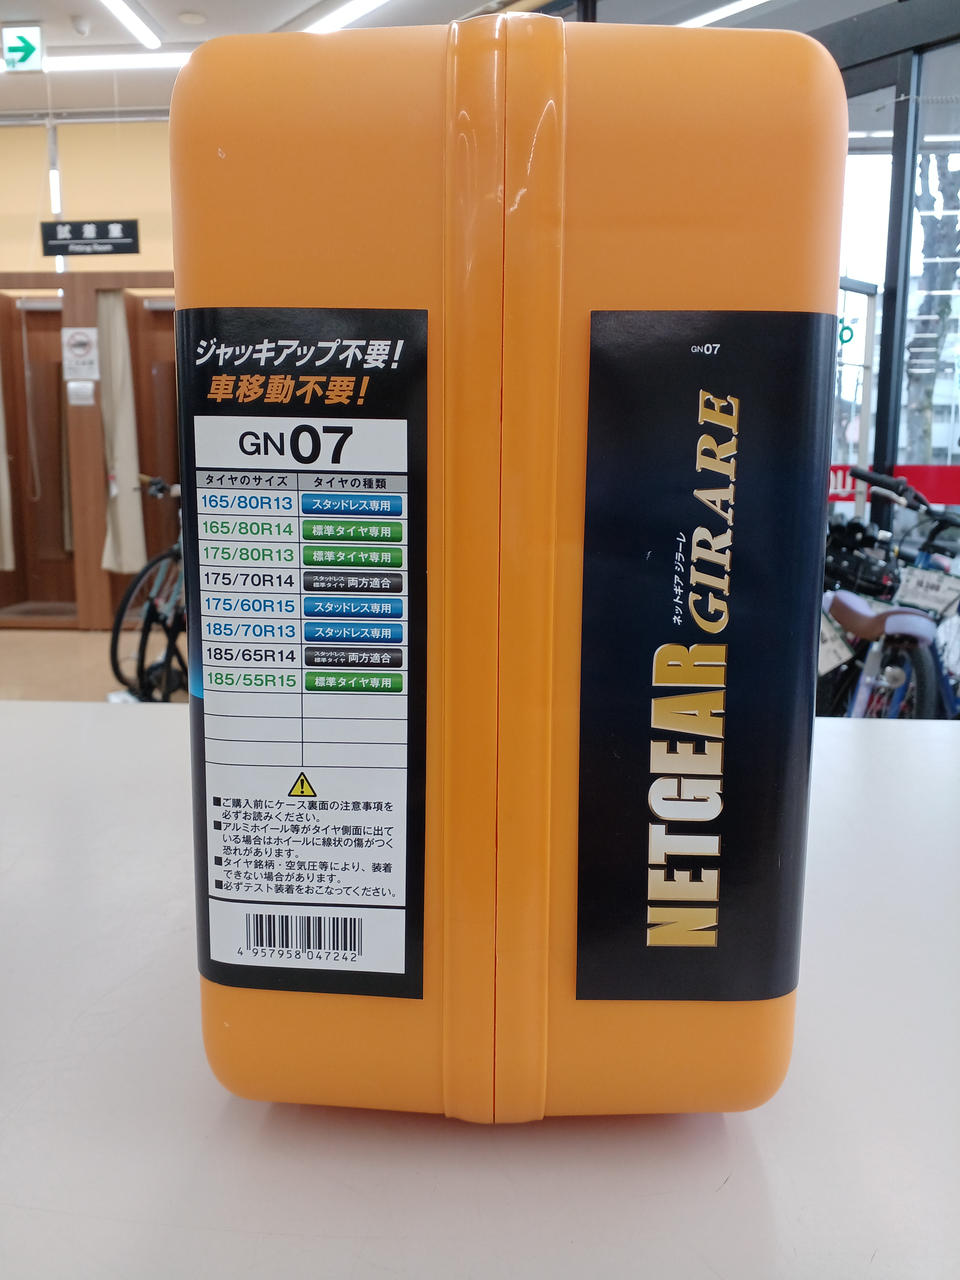 試着室
Fitting Room
ジャッキアップ不要!
車移動不要!
GN07
タイヤのサイズ タイヤの種類
165/80R13 スタッドレス専用
165/80R14 標準タイヤ専用
175/80R13 標準タイヤ専用
175/70R14 スタッドレス 標準タイヤ 両方適合
175/60R15 スタッドレス専用
185/70R13 スタッドレス専用
185/65R14 スタッドレス 標準タイヤ 両方適合
185/55R15 標準タイヤ専用
■ご購入前にケース裏面の注意事項を
必ずお読みください。
■アルミホイール等がタイヤ側面に出て
いる場合はホイールに線状の傷がつく
恐れがあります。
■タイヤ銘柄・空気圧等により、装着
できない場合があります。
■必ずテスト装着をおこなってください。
4 957958 047242
GN07
NETGEAR GIRARE
ネットギア ジラーレ